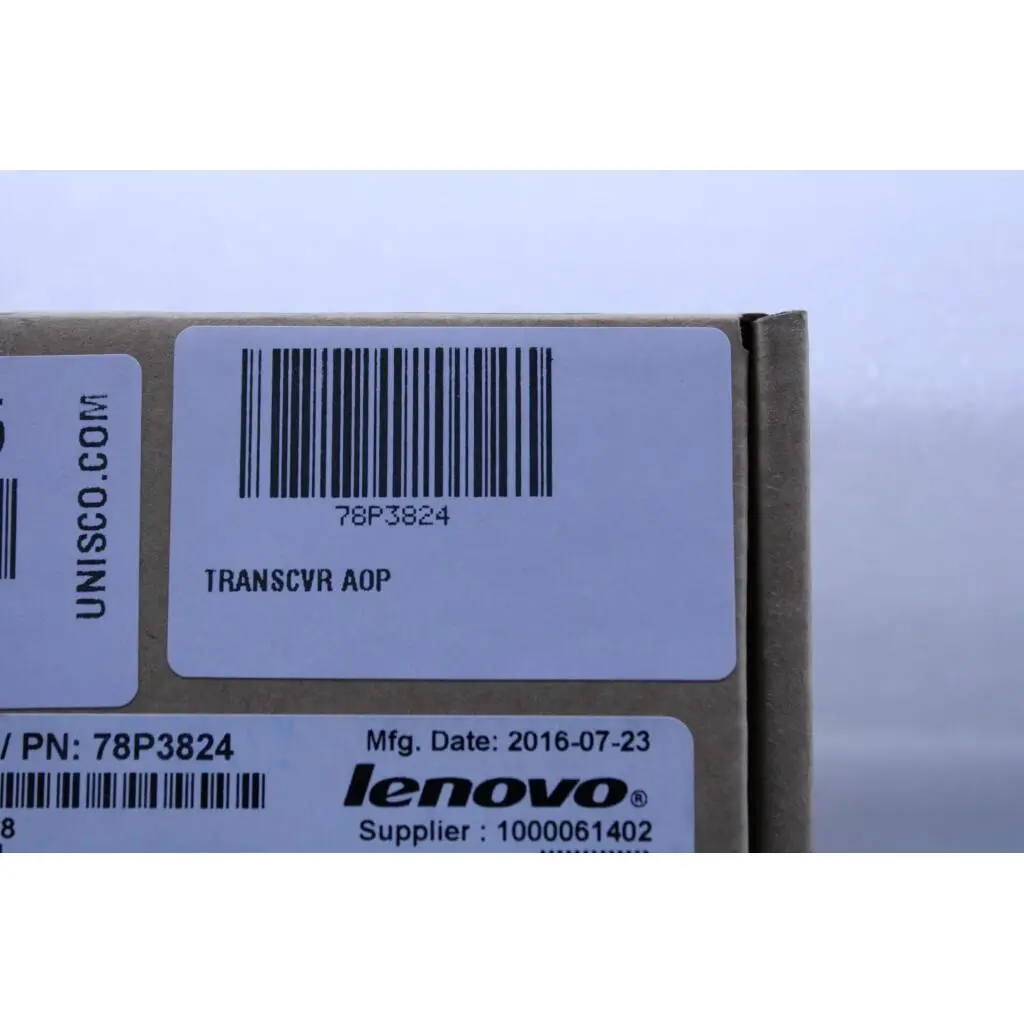 UNISCO.COM
78P3824
TRANSCVR AOP
/ PN: 78P3824
Mfg. Date: 2016-07-23
lenovo®
8
Supplier : 1000061402